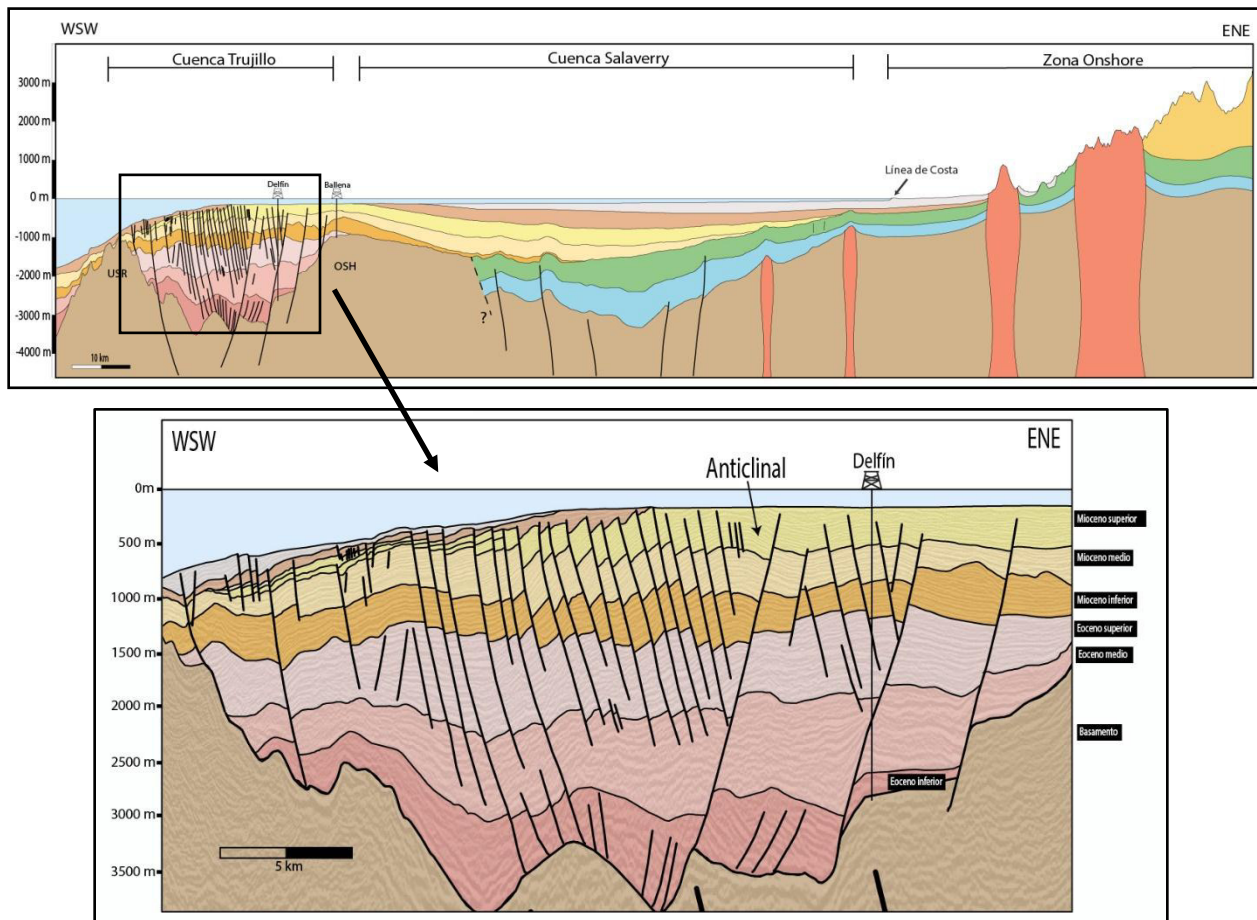 WSW
ENE
Cuenca Trujillo
Cuenca Salaverry
Zona Onshore
3000 m
2000 m
1000 m
0 m
-1000 m
-2000 m
-3000 m
-4000 m
Delfín
Ballena
Línea de Costa
USR
OSH
?
10 km
WSW
ENE
Anticlinal
Delfín
0m
500 m
1000 m
1500 m
2000 m
2500 m
3000 m
3500 m
Mioceno superior
Mioceno medio
Mioceno inferior
Eoceno superior
Eoceno medio
Basamento
Eoceno inferior
5 km